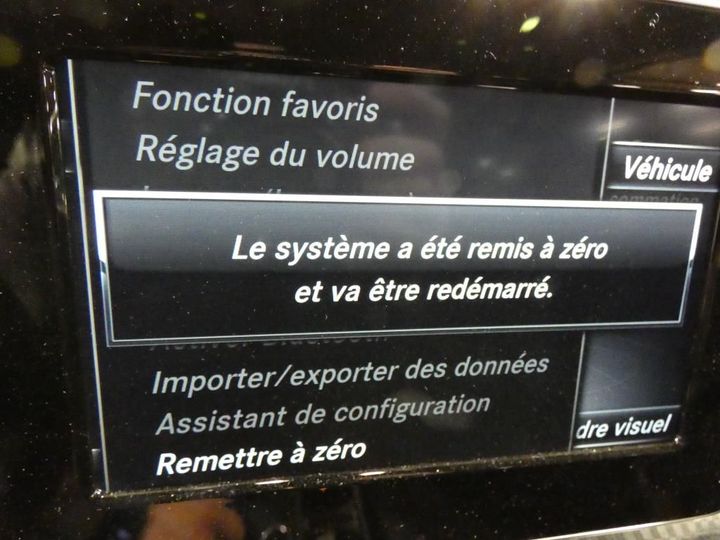 Fonction favoris
Réglage du volume
Véhicule
Le système a été remis à zéro
et va être redémarré.
Importer/exporter des données
Assistant de configuration
dre visuel
Remettre à zéro